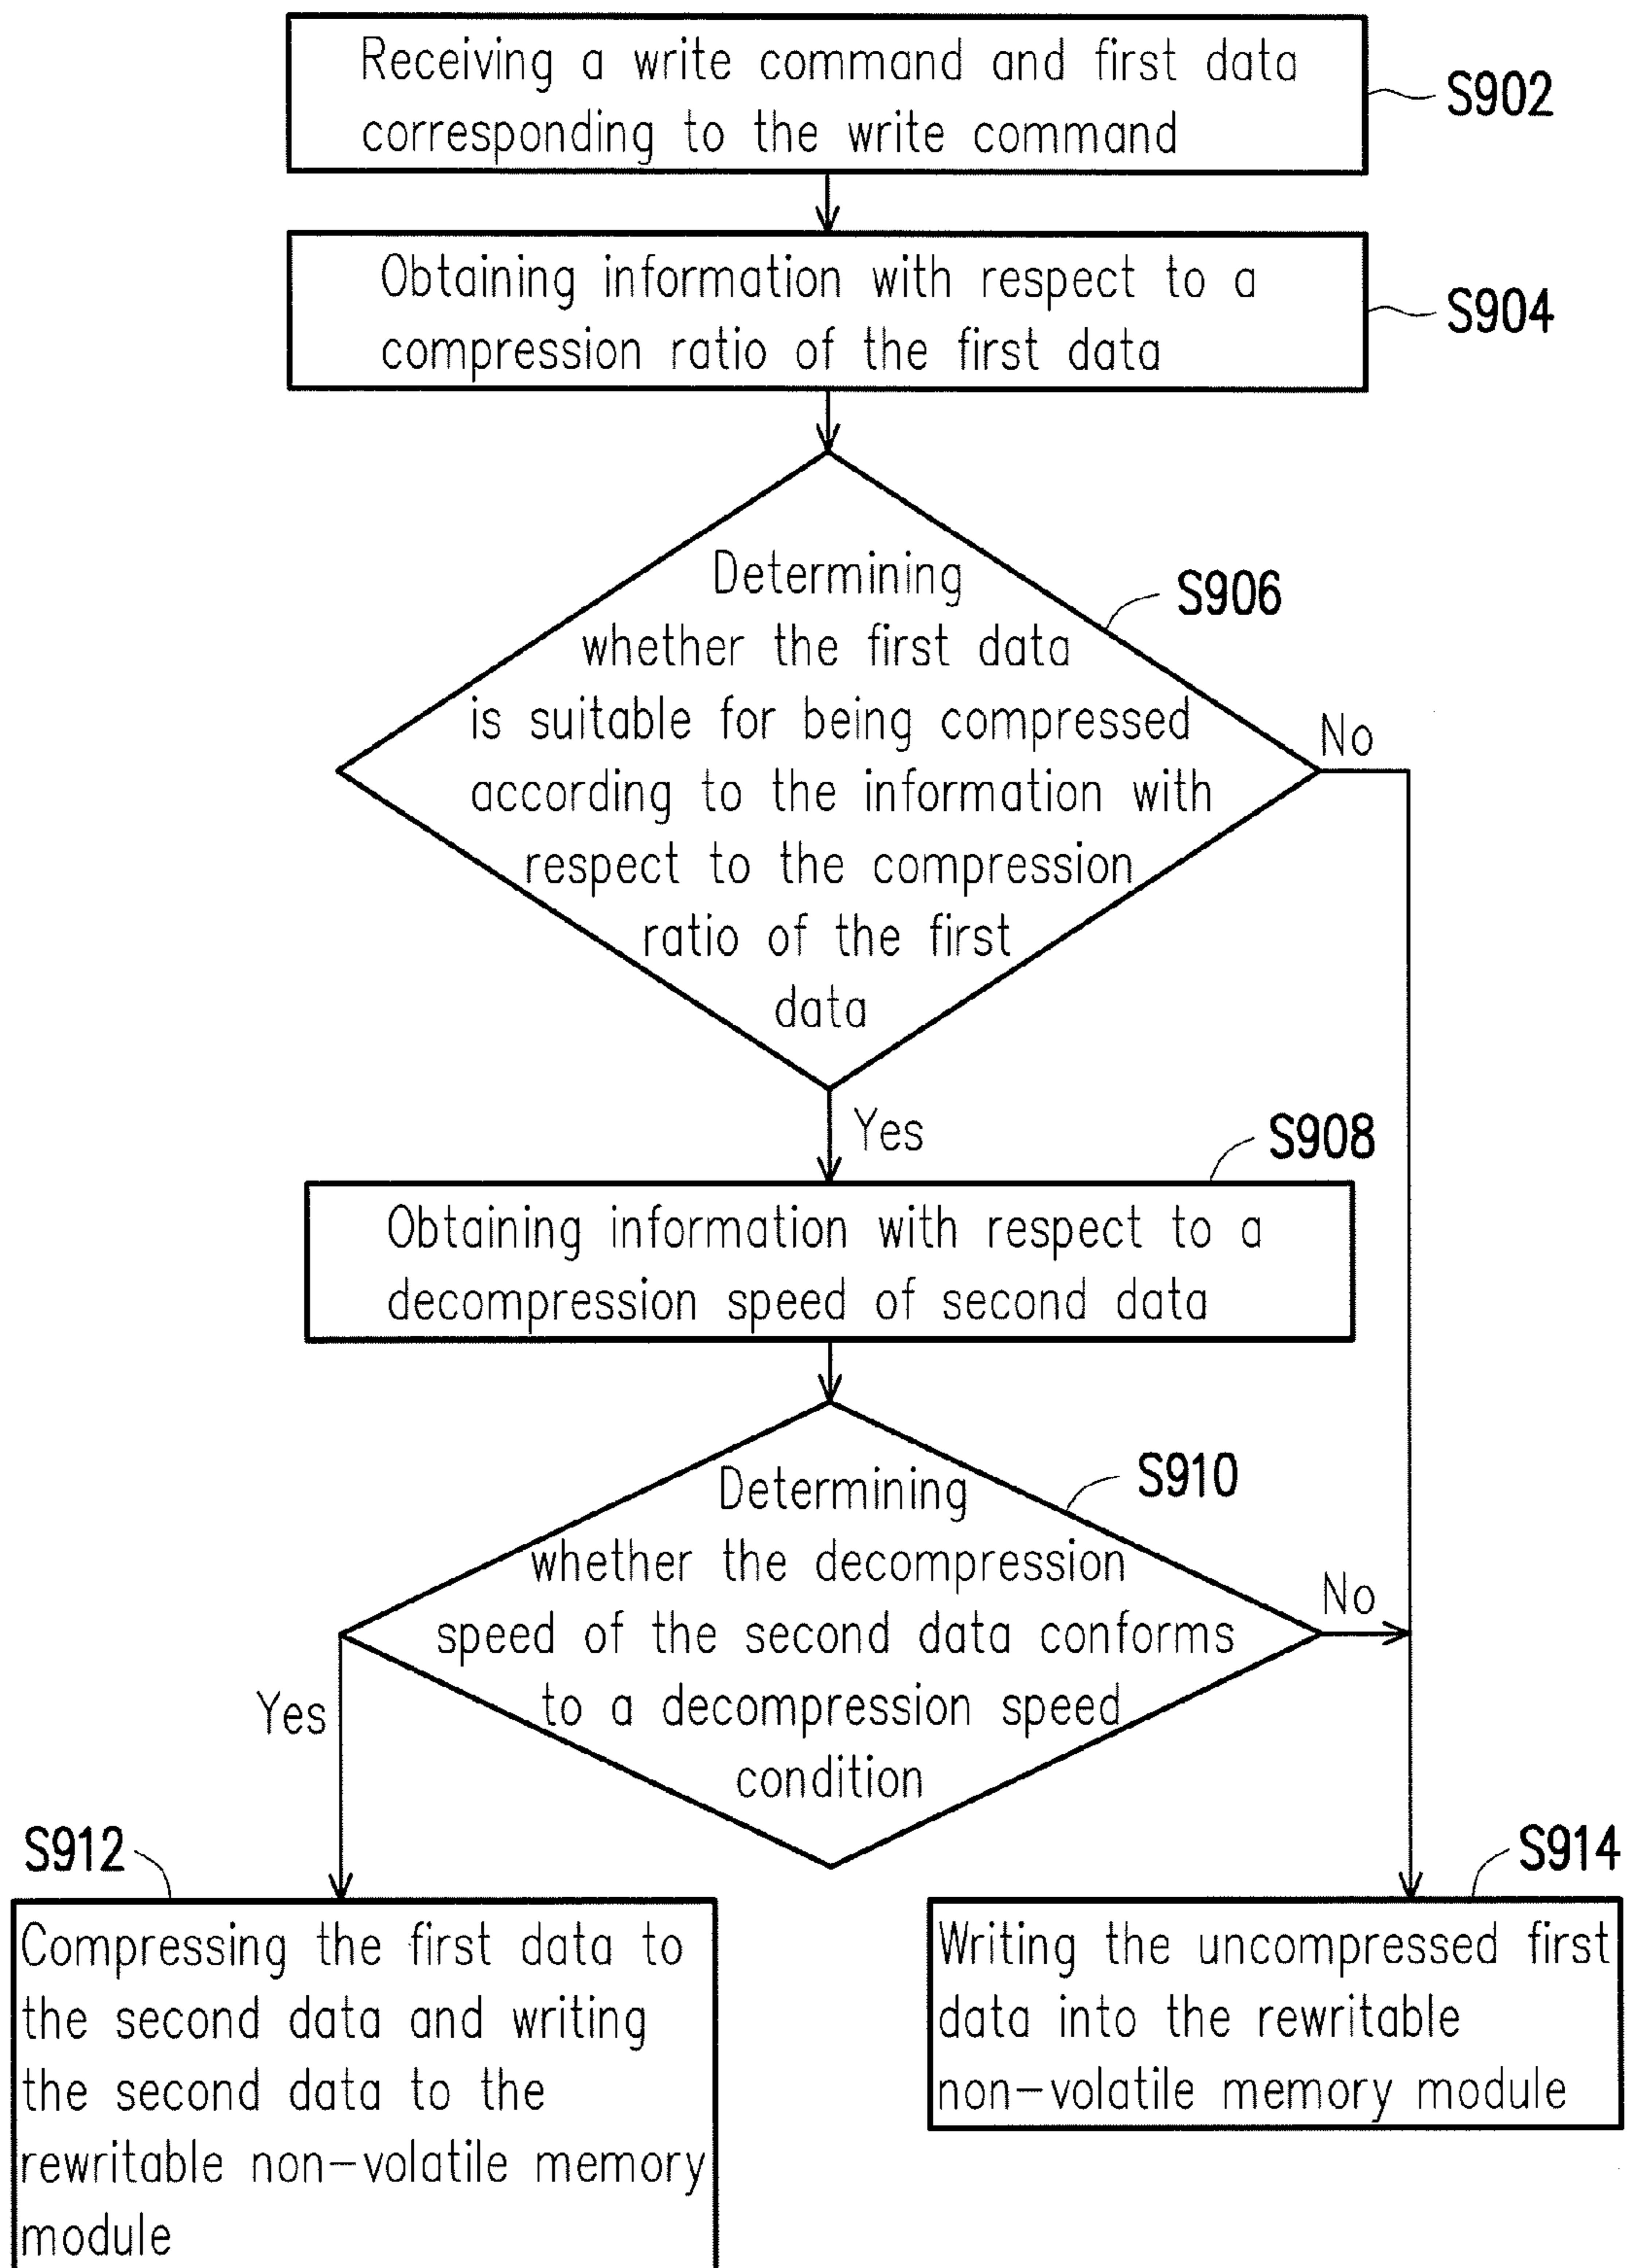 Receiving a write command and first data
corresponding to the write command
S902
Obtaining information with respect to a
compression ratio of the first data
S904
Determining
whether the first data
is suitable for being compressed
according to the information with
respect to the compression
ratio of the first
data
S906
No
Yes
S908
Obtaining information with respect to a
decompression speed of second data
Determining
whether the decompression
speed of the second data conforms
to a decompression speed
condition
S910
No
Yes
S912
Compressing the first data to
the second data and writing
the second data to the
rewritable non-volatile memory
module
S914
Writing the uncompressed first
data into the rewritable
non-volatile memory module